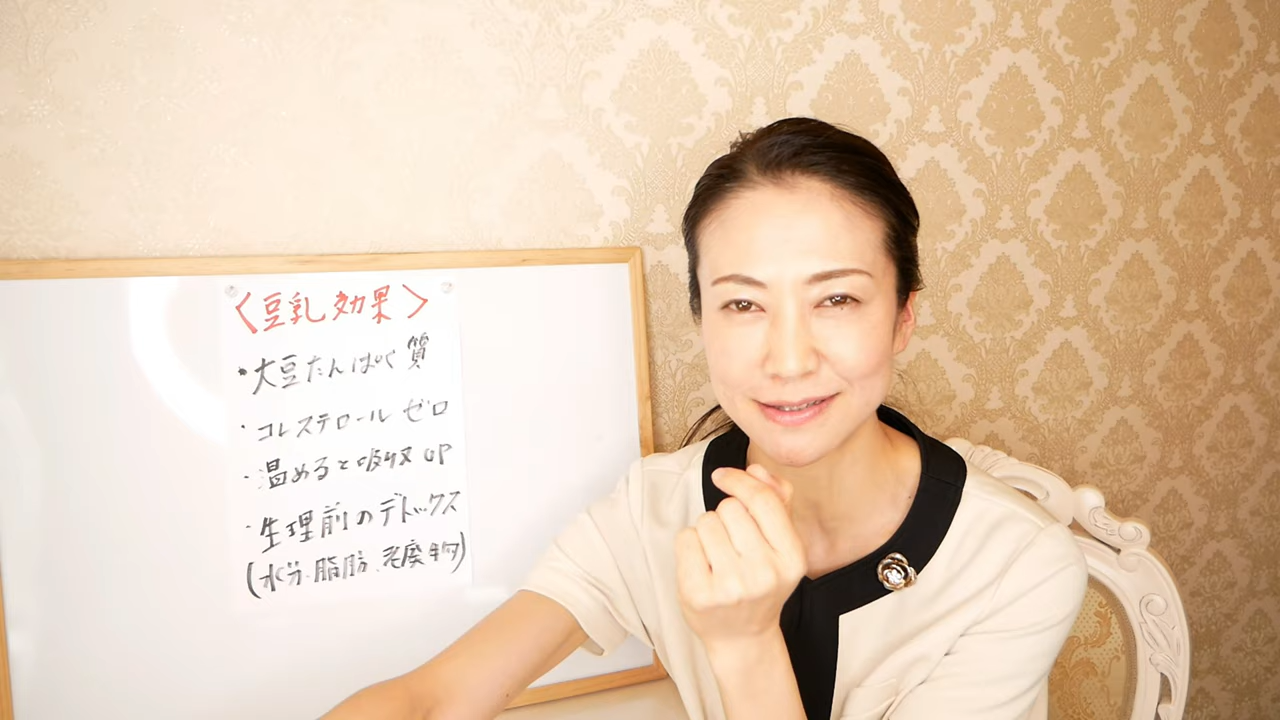 〈豆乳効果〉
・大豆たんぱく質
・コレステロールゼロ
・温めると吸収UP
・生理前のデトックス
(水分、脂肪、老廃物)